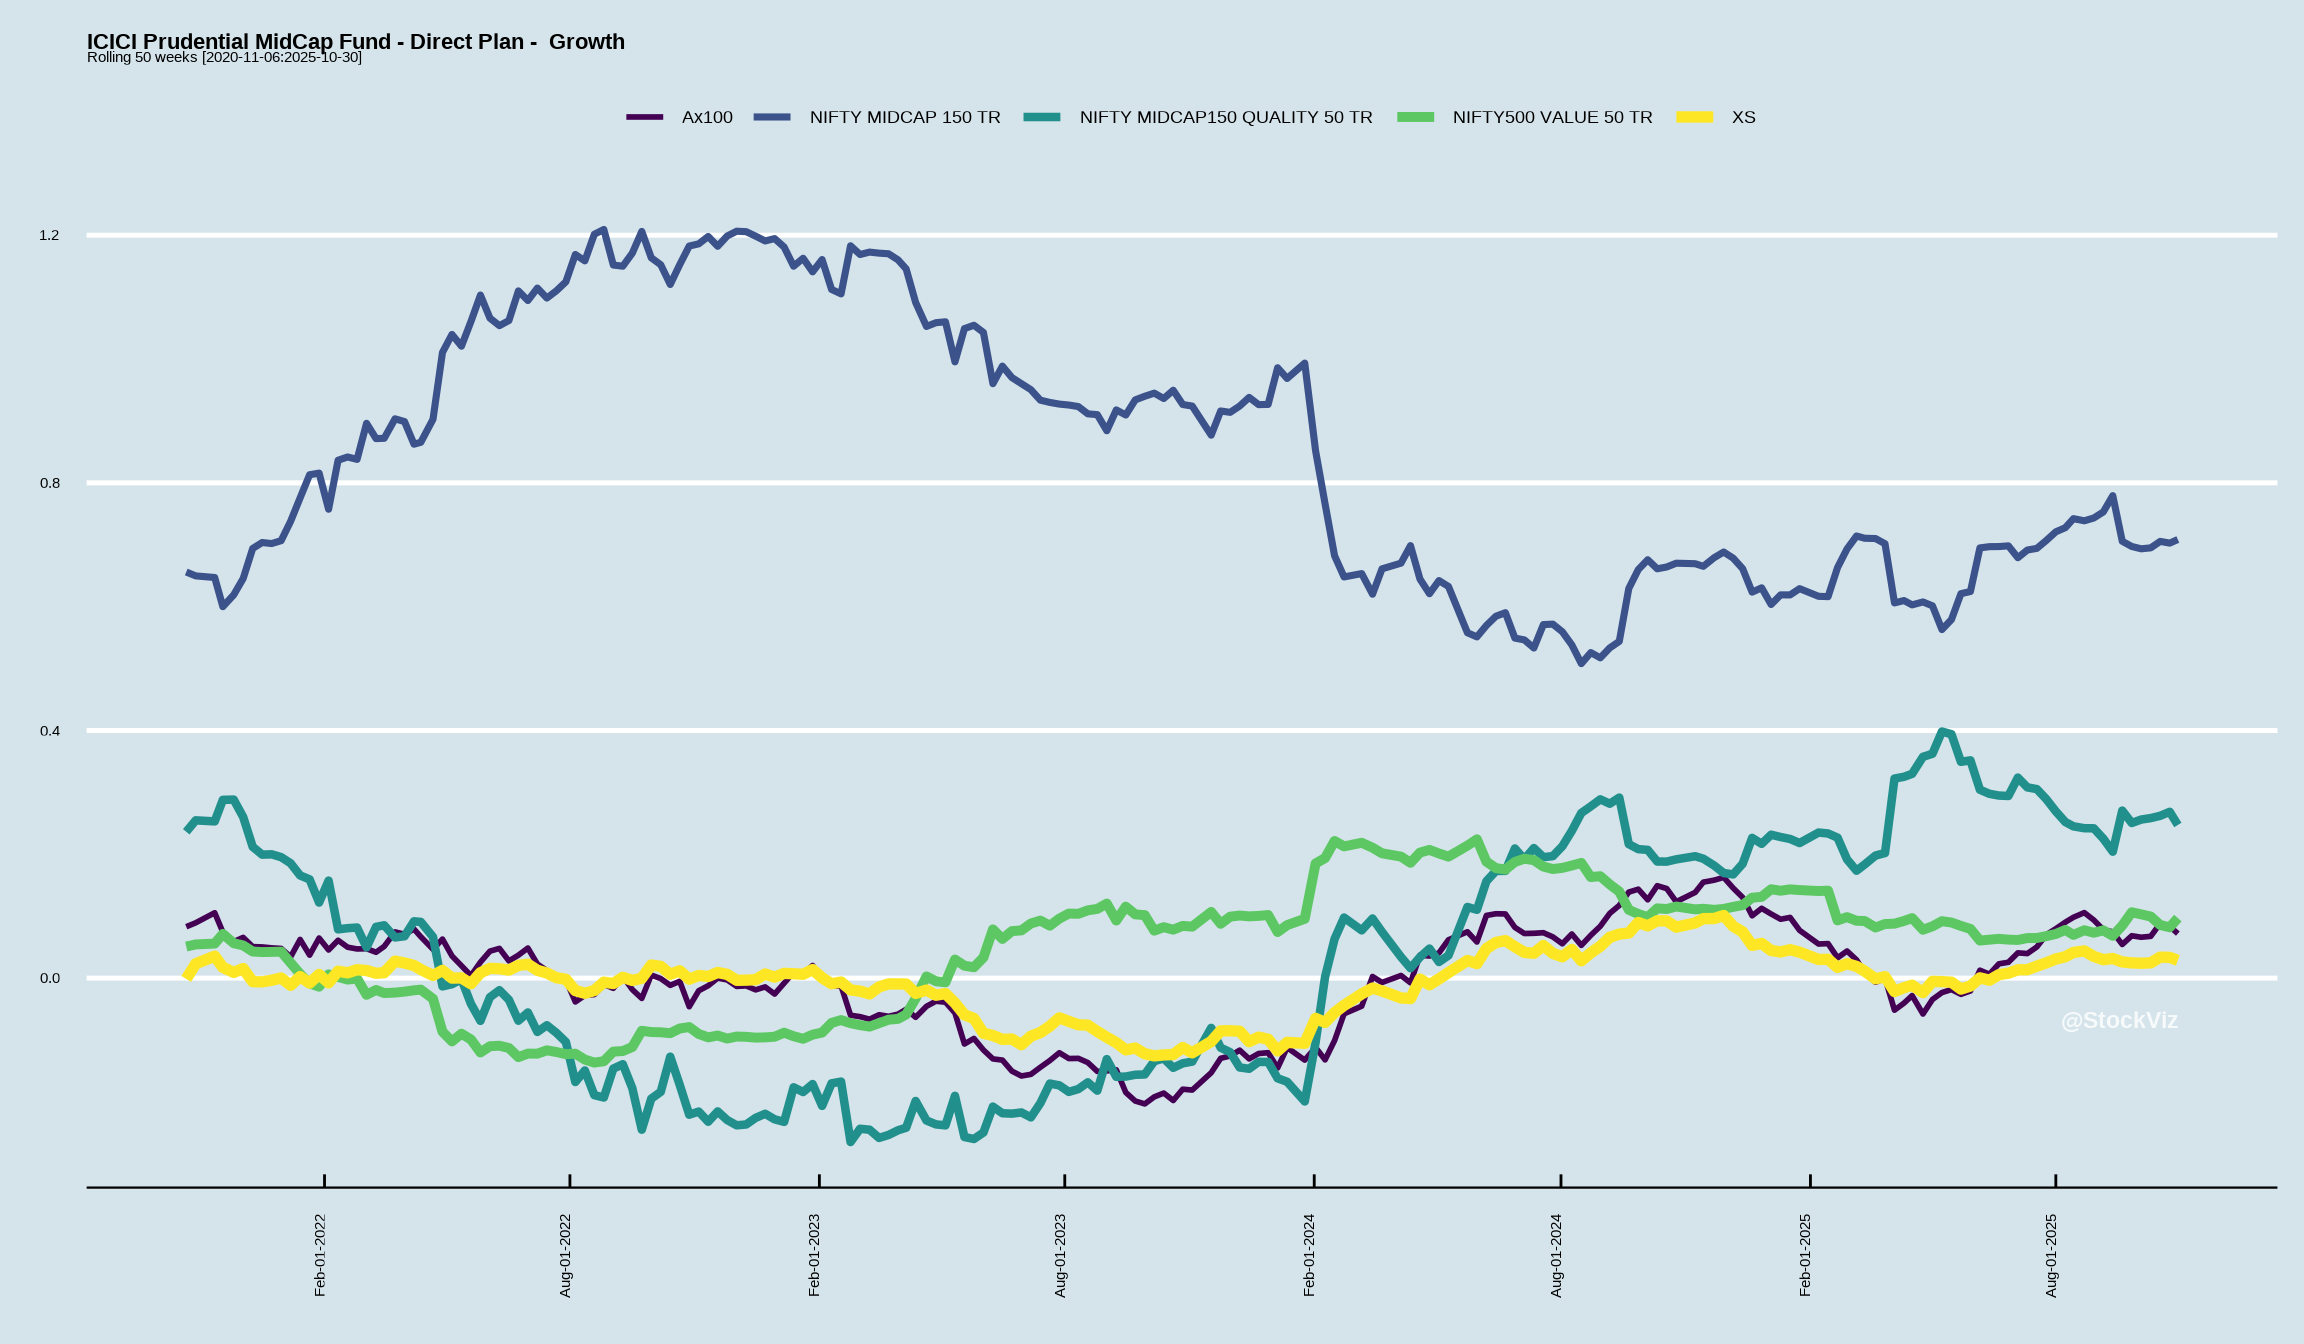 ICICI Prudential MidCap Fund - Direct Plan -  Growth
Rolling 50 weeks [2020-11-06:2025-10-30]
Ax100 NIFTY MIDCAP 150 TR NIFTY MIDCAP150 QUALITY 50 TR NIFTY500 VALUE 50 TR XS
1.2
0.8
0.4
0.0
@StockViz
Feb-01-2022
Aug-01-2022
Feb-01-2023
Aug-01-2023
Feb-01-2024
Aug-01-2024
Feb-01-2025
Aug-01-2025